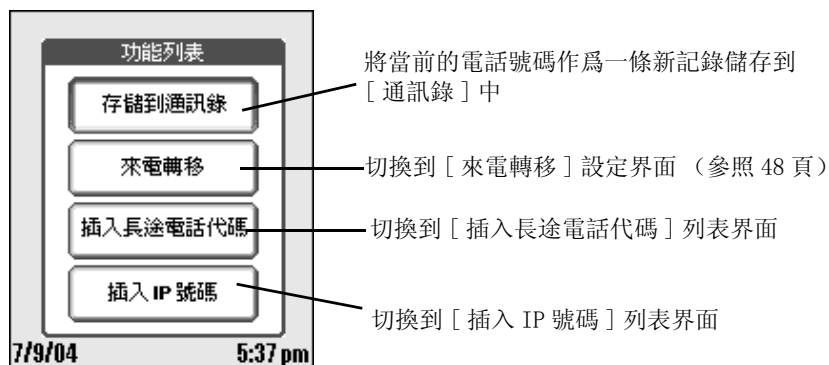 功能列表
存儲到通訊錄
來電轉移
插入長途電話代碼
插入 IP 號碼
7/9/04 5:37 pm
將當前的電話號碼作爲一條新記錄儲存到
[ 通訊錄 ] 中
切換到 [ 來電轉移 ] 設定界面 （參照 48 頁）
切換到 [ 插入長途電話代碼 ] 列表界面
切換到 [ 插入 IP 號碼 ] 列表界面